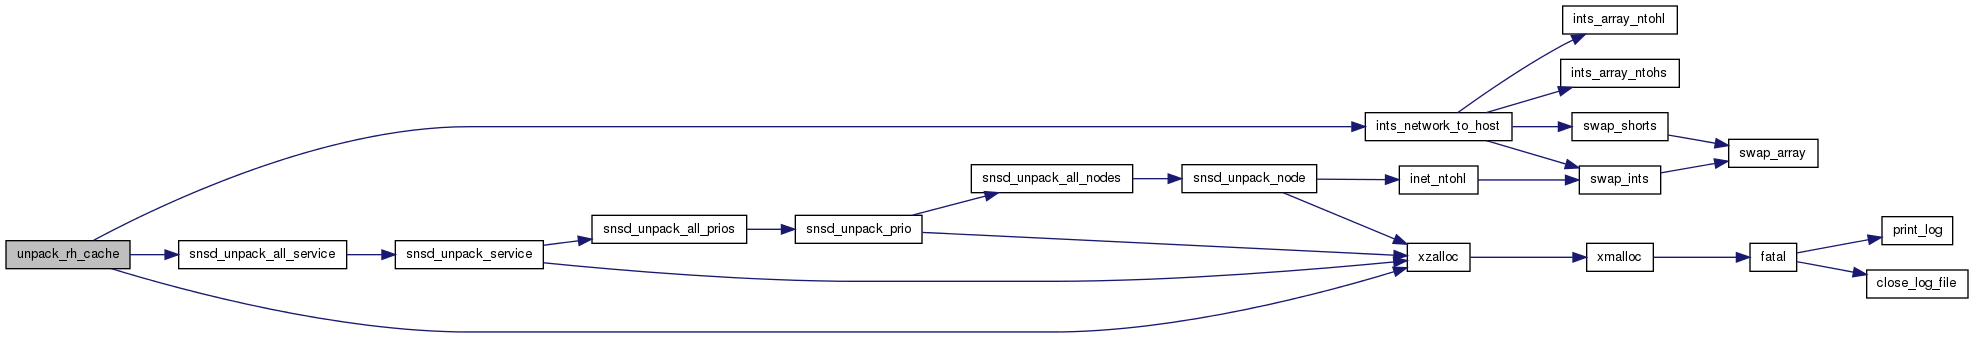 ints_array_ntohl
ints_array_ntohs
ints_network_to_host
swap_shorts
swap_array
snsd_unpack_all_nodes
snsd_unpack_node
inet_ntohl
swap_ints
snsd_unpack_all_prios
snsd_unpack_prio
print_log
unpack_rh_cache
snsd_unpack_all_service
snsd_unpack_service
xzalloc
xmalloc
fatal
close_log_file